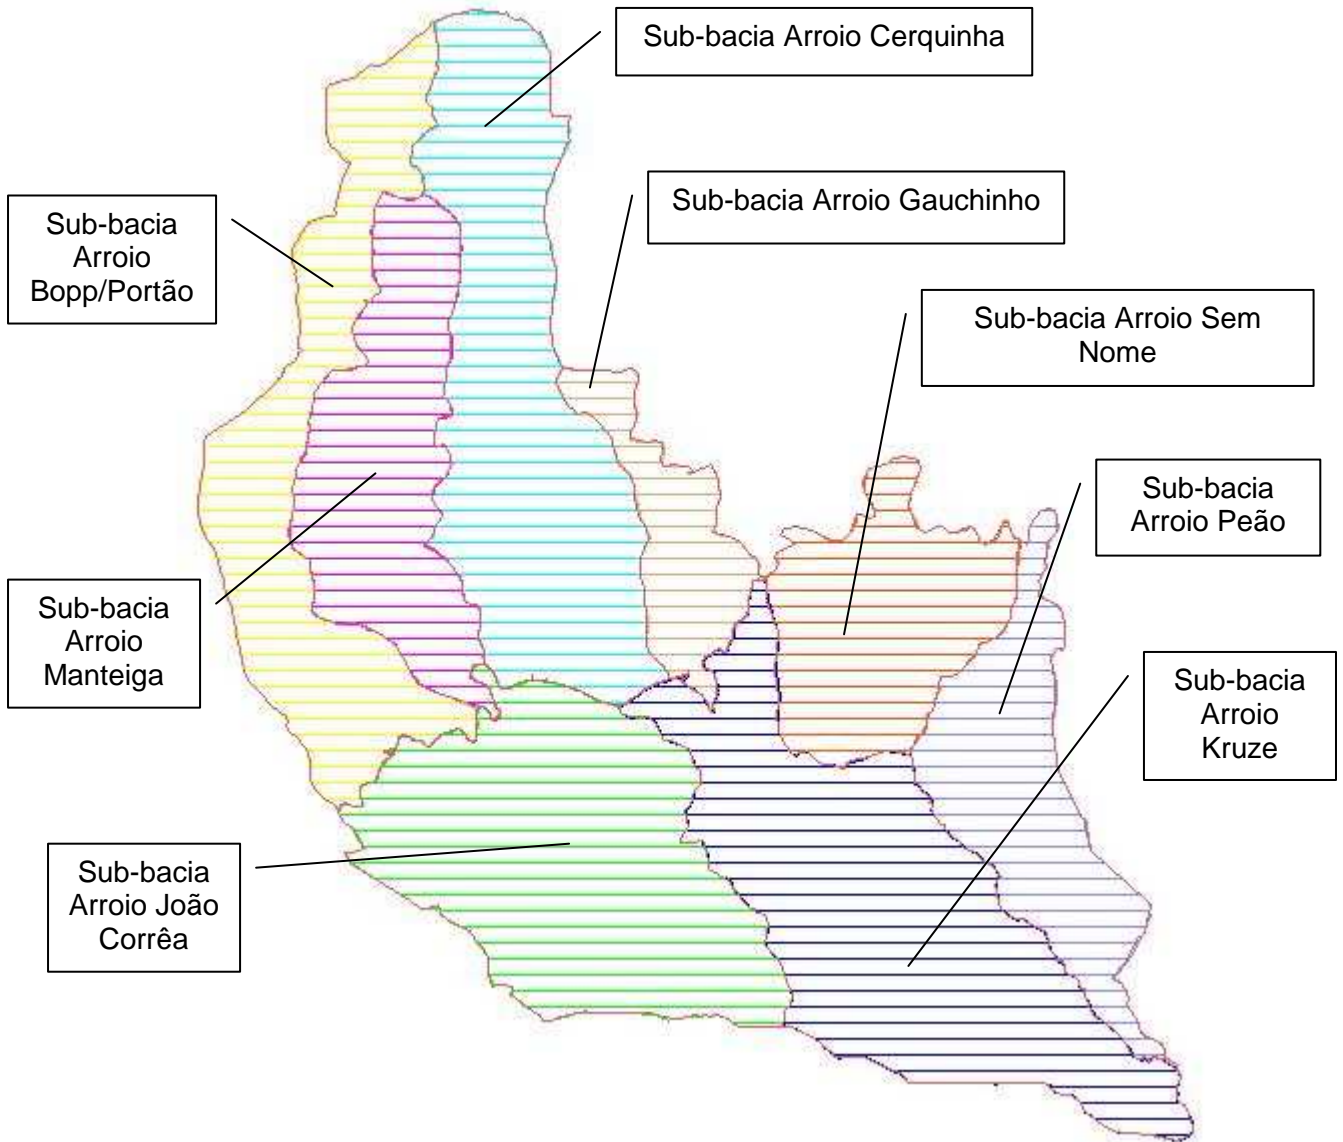 Sub-bacia Arroio Cerquinha
Sub-bacia Arroio Gauchinho
Sub-bacia
Arroio
Bopp/Portão
Sub-bacia Arroio Sem
Nome
Sub-bacia
Arroio Peão
Sub-bacia
Arroio
Manteiga
Sub-bacia
Arroio
Kruze
Sub-bacia
Arroio João
Corrêa